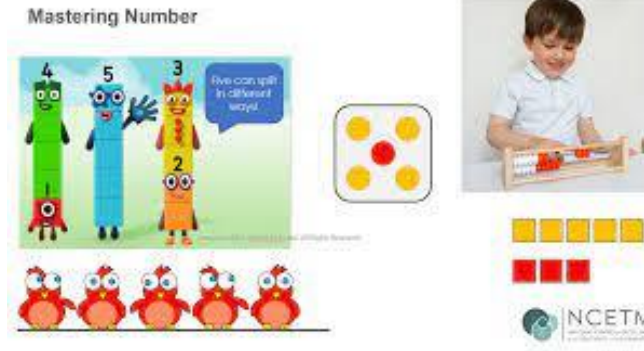 Mastering Number
4
5
3
Five can split
in different
ways!
2
1
NCETM